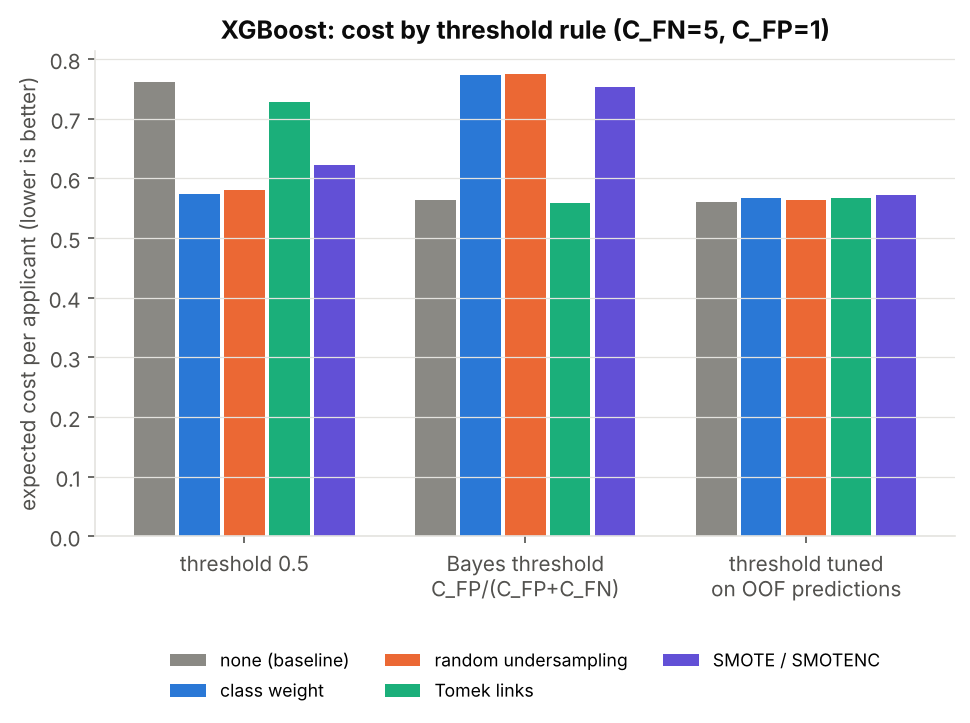 XGBoost: cost by threshold rule (C_FN=5, C_FP=1)
expected cost per applicant (lower is better)
0.8
0.7
0.6
0.5
0.4
0.3
0.2
0.1
0.0
threshold 0.5
Bayes threshold
C_FP/(C_FP+C_FN)
threshold tuned
on OOF predictions
none (baseline)
random undersampling
SMOTE / SMOTENC
class weight
Tomek links